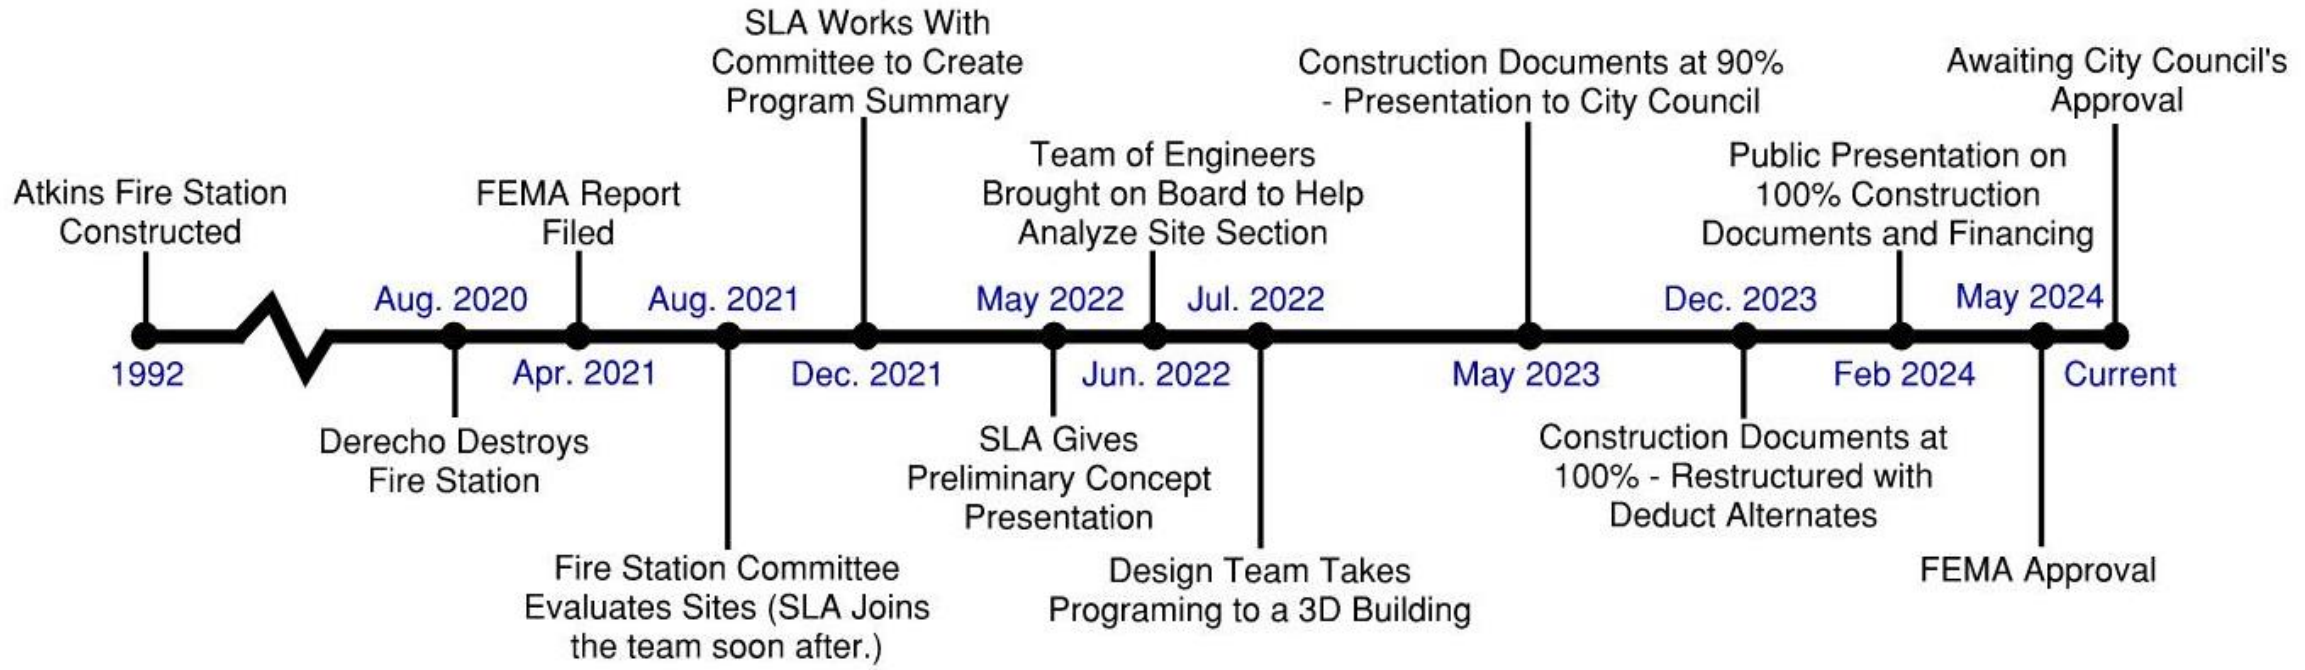 SLA Works With
Committee to Create
Program Summary
Construction Documents at 90%
- Presentation to City Council
Awaiting City Council's
Approval
Team of Engineers
Brought on Board to Help
Analyze Site Section
Public Presentation on
100% Construction
Documents and Financing
Atkins Fire Station
Constructed
FEMA Report
Filed
Aug. 2020
Aug. 2021
May 2022
Jul. 2022
Dec. 2023
May 2024
1992
Apr. 2021
Dec. 2021
Jun. 2022
May 2023
Feb 2024
Current
Derecho Destroys
Fire Station
SLA Gives
Preliminary Concept
Presentation
Construction Documents at
100% - Restructured with
Deduct Alternates
Fire Station Committee
Evaluates Sites (SLA Joins
the team soon after.)
Design Team Takes
Programing to a 3D Building
FEMA Approval